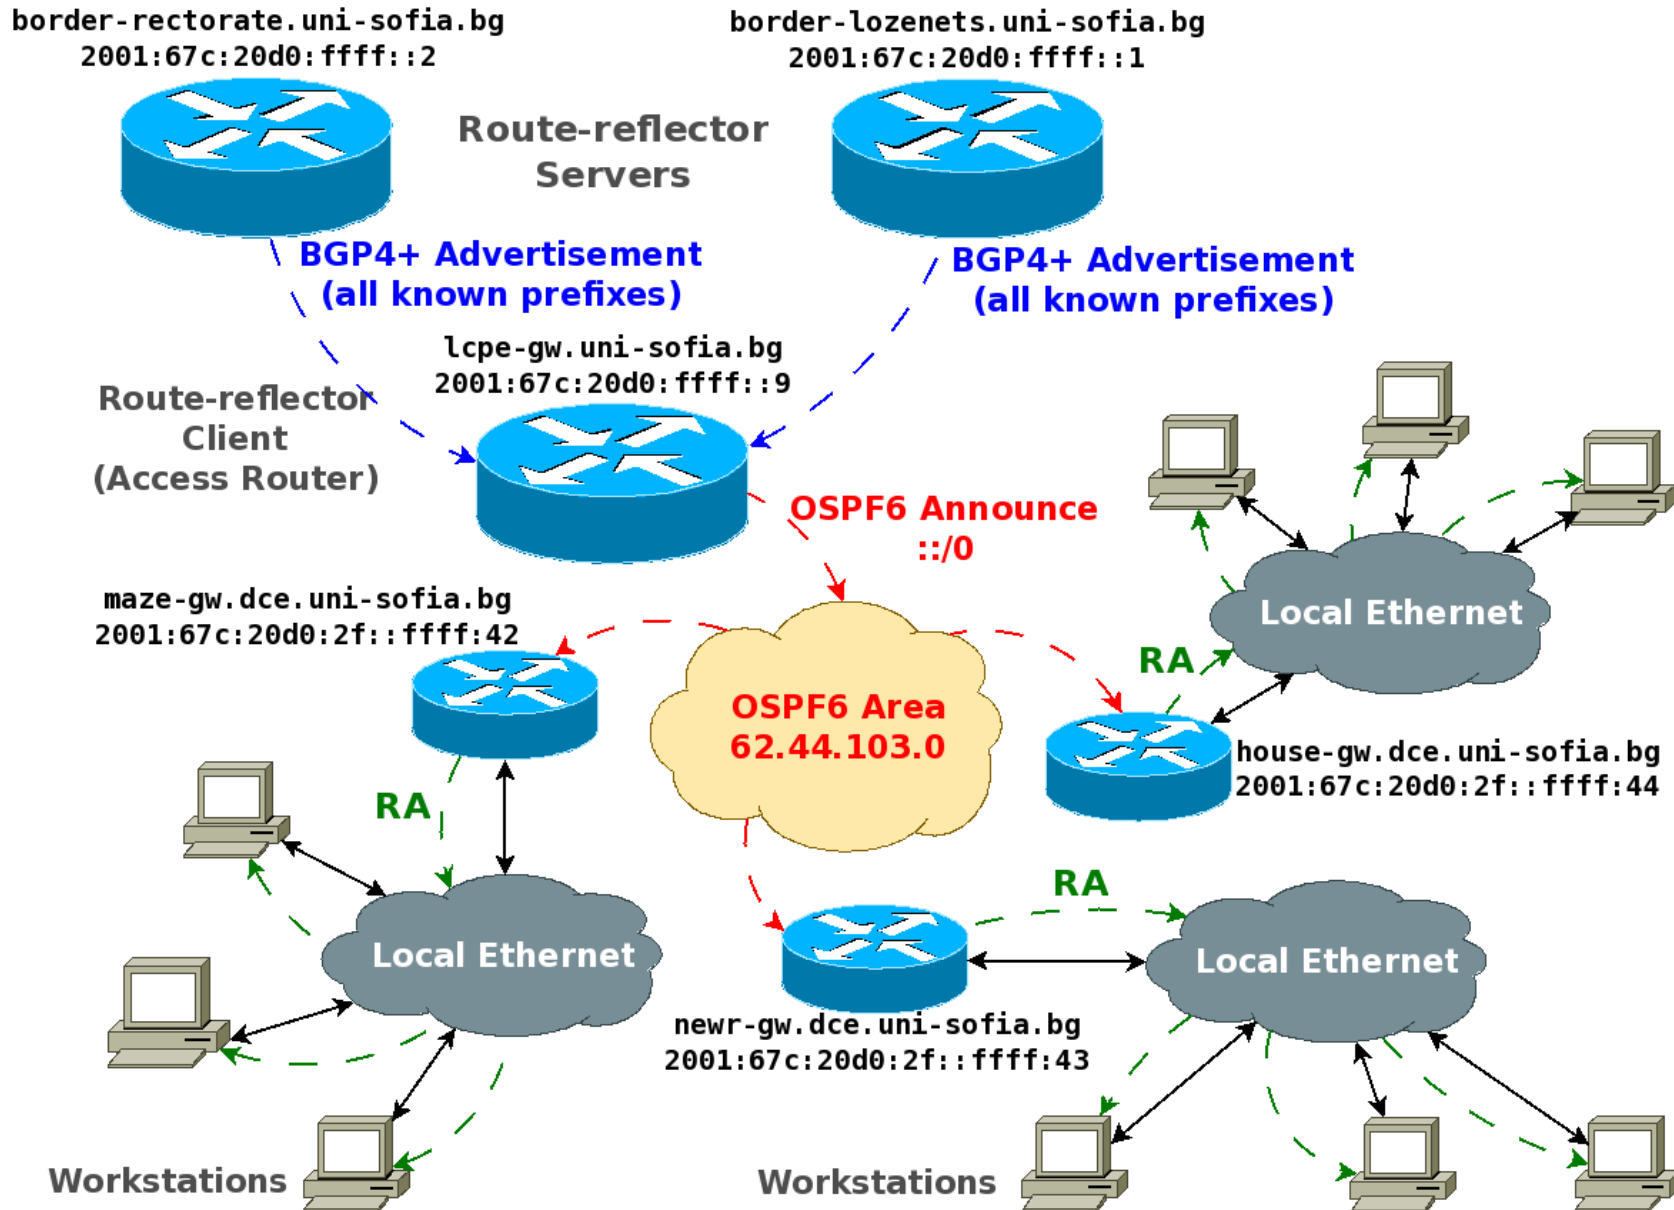 border-rectorate.uni-sofia.bg
2001:67c:20d0:ffff::2
border-lozenets.uni-sofia.bg
2001:67c:20d0:ffff::1
Route-reflector
Servers
BGP4+ Advertisement
(all known prefixes)
BGP4+ Advertisement
(all known prefixes)
lcpe-gw.uni-sofia.bg
2001:67c:20d0:ffff::9
Route-reflector
Client
(Access Router)
OSPF6 Announce
::/0
maze-gw.dce.uni-sofia.bg
2001:67c:20d0:2f::ffff:42
Local Ethernet
RA
OSPF6 Area
62.44.103.0
house-gw.dce.uni-sofia.bg
2001:67c:20d0:2f::ffff:44
RA
RA
Local Ethernet
Local Ethernet
newr-gw.dce.uni-sofia.bg
2001:67c:20d0:2f::ffff:43
Workstations
Workstations